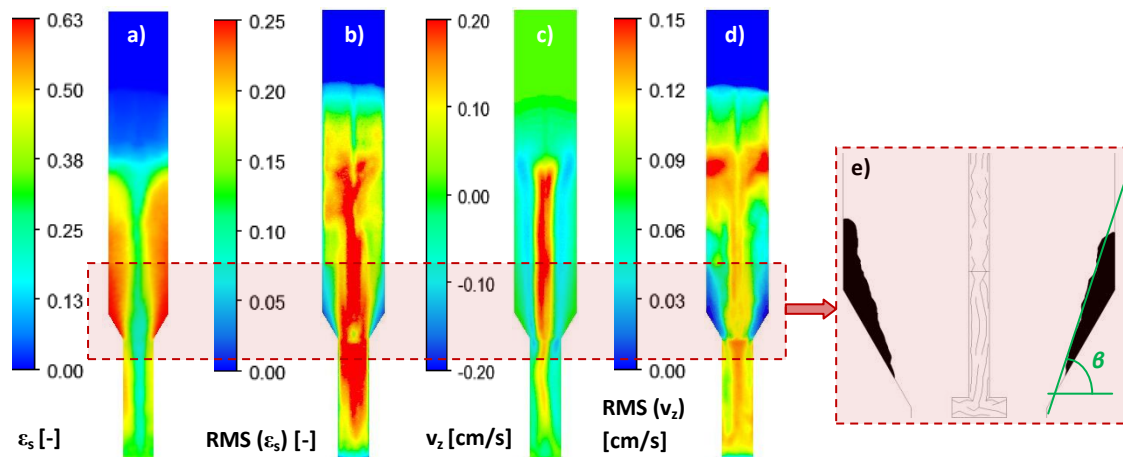 a)
0.63
0.50
0.38
0.25
0.13
0.00
εs [-]
b)
0.25
0.20
0.15
0.10
0.05
0.00
RMS (εs) [-]
c)
0.20
0.10
0.00
-0.10
-0.20
vz [cm/s]
d)
0.15
0.12
0.09
0.06
0.03
0.00
RMS (vz)
[cm/s]
e)
β